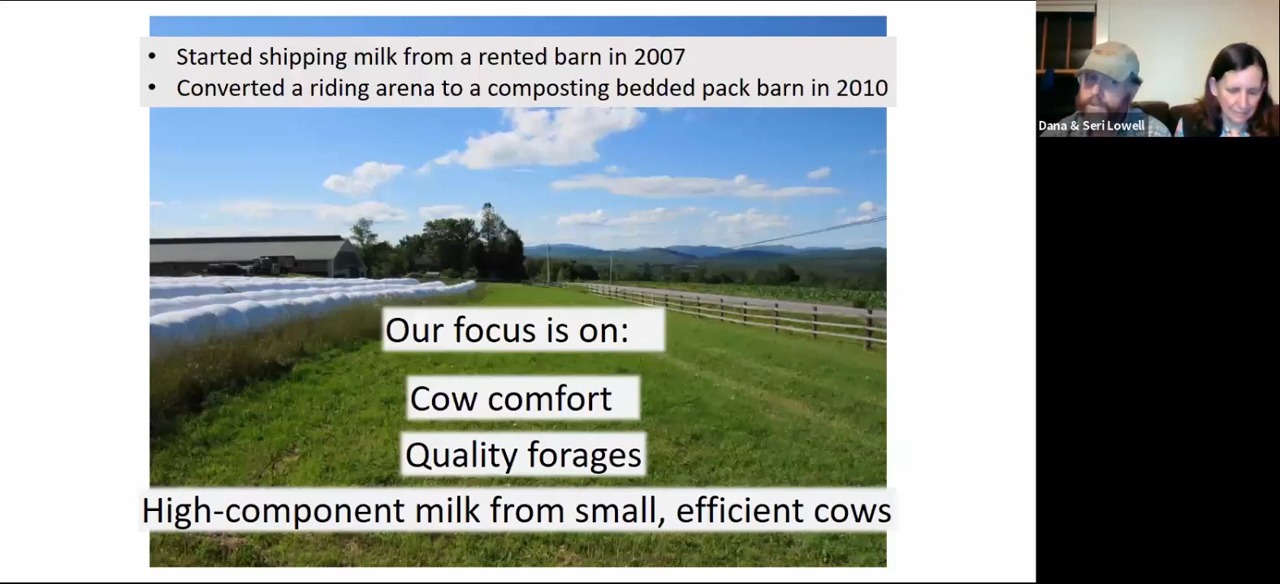 • Started shipping milk from a rented barn in 2007
• Converted a riding arena to a composting bedded pack barn in 2010
Dana & Seri Lowell
Our focus is on:
Cow comfort
Quality forages
High-component milk from small, efficient cows